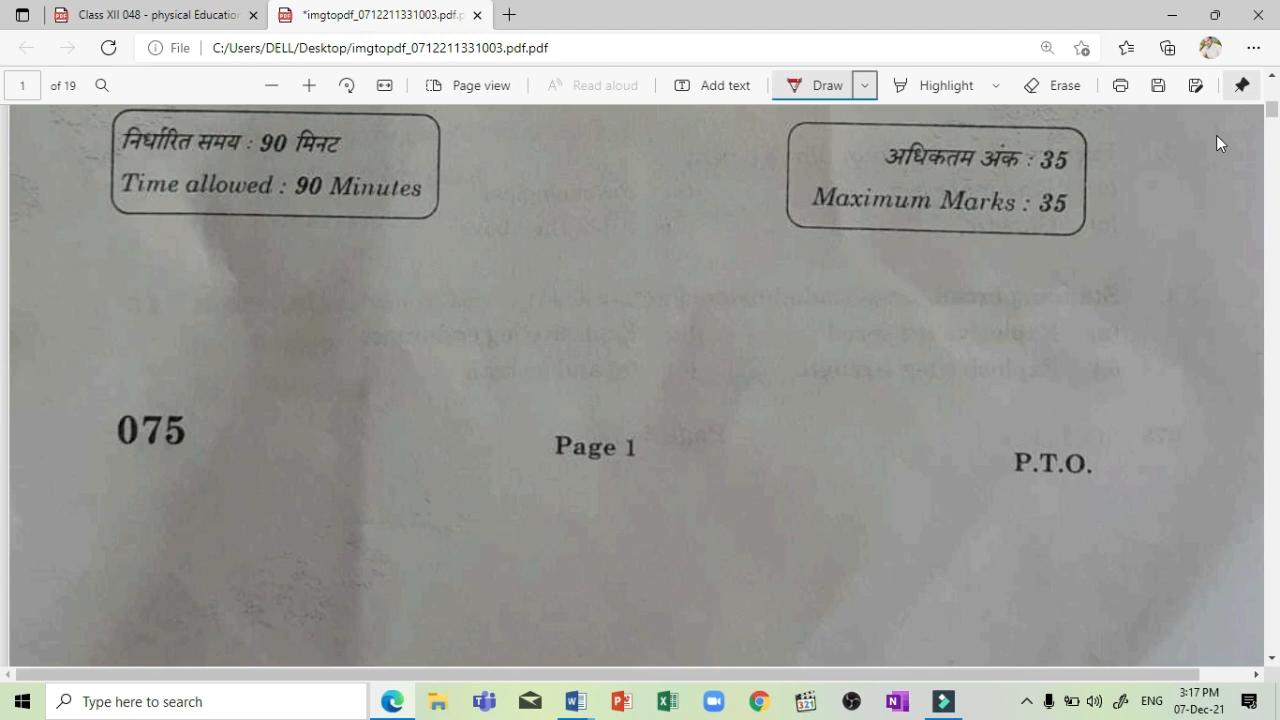 Class XII 048 - physical Educatio
*imgtopdf_0712211331003.pdf.p
File
C:/Users/DELL/Desktop/imgtopdf_0712211331003.pdf.pdf
1 of 19
Page view
Read aloud
Add text
Draw
Highlight
Erase
निर्धारित समय : 90 मिनट
Time allowed : 90 Minutes
अधिकतम अंक : 35
Maximum Marks : 35
075
Page 1
P.T.O.
Type here to search
321
ENG
3:17 PM
07-Dec-21